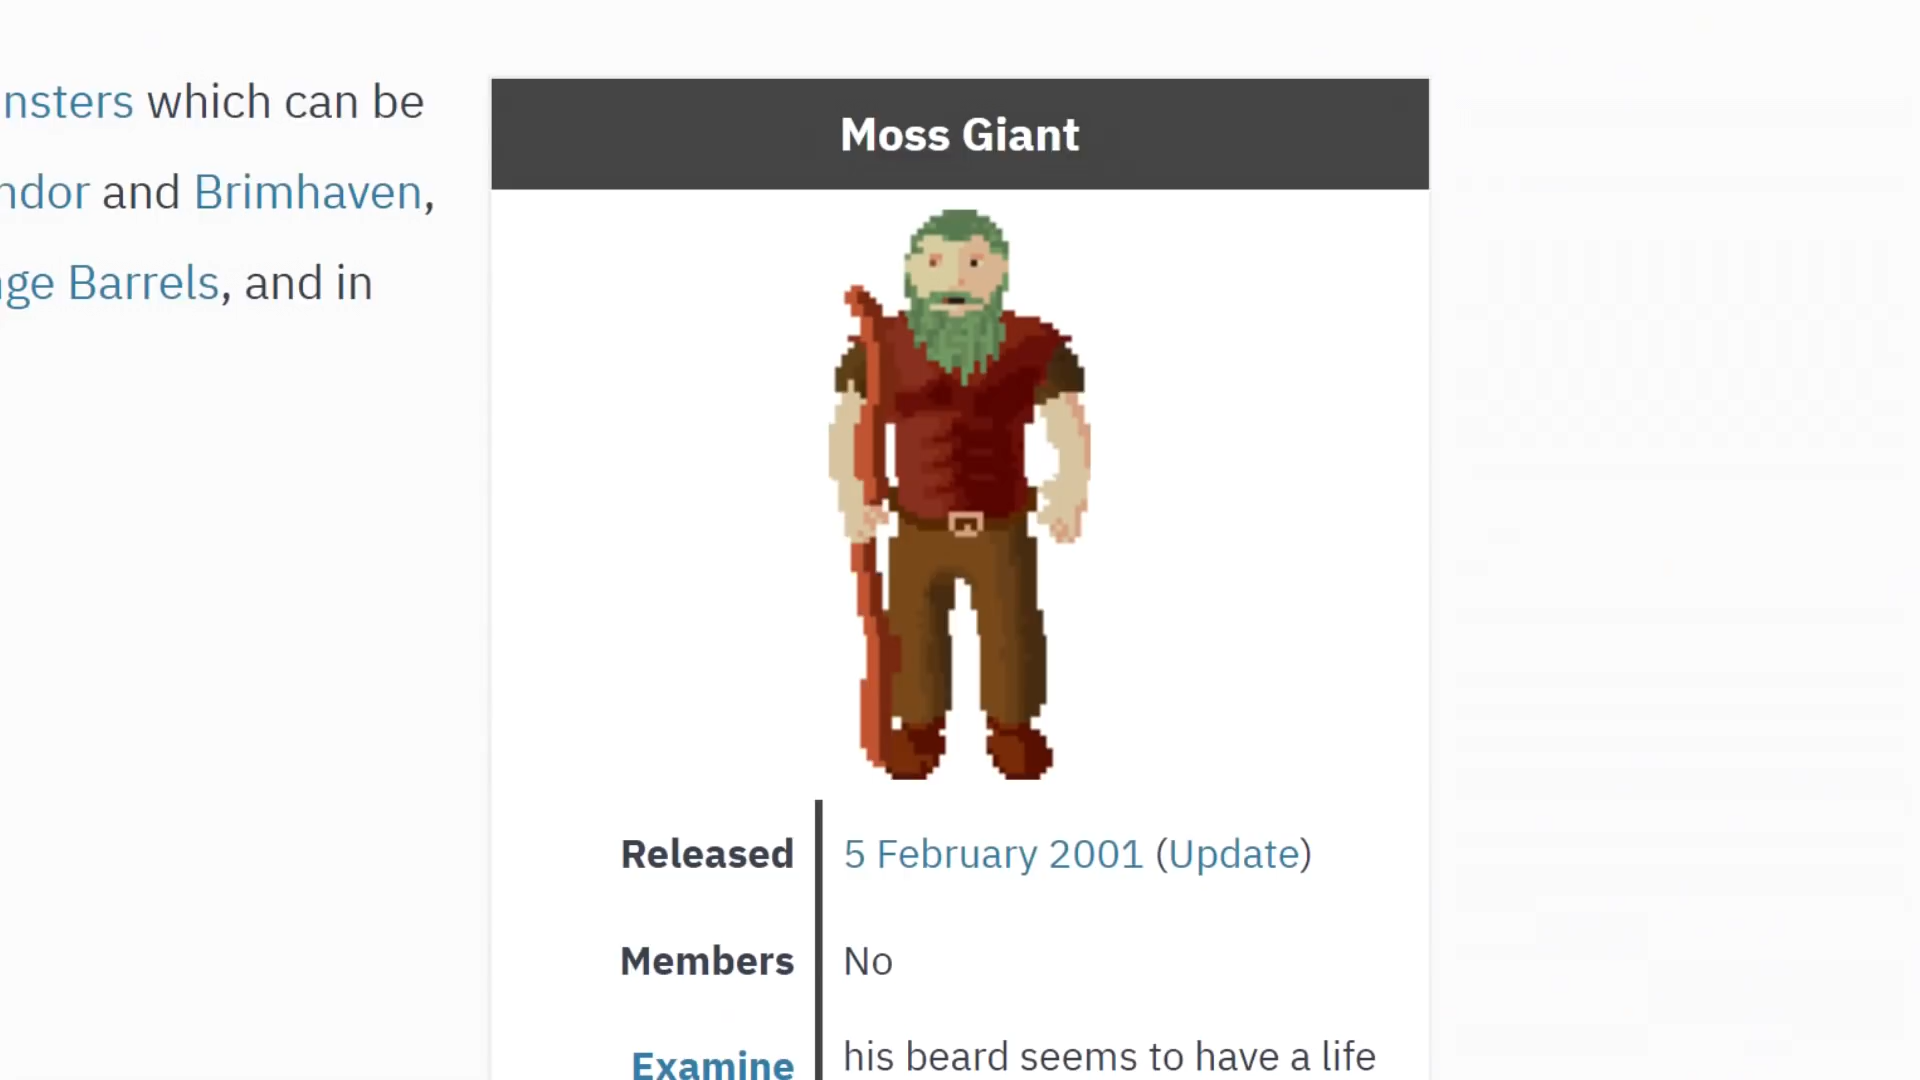 nsters which can be
ndor and Brimhaven,
ge Barrels, and in
Moss Giant
Released 5 February 2001 (Update)
Members No
Examine his beard seems to have a life